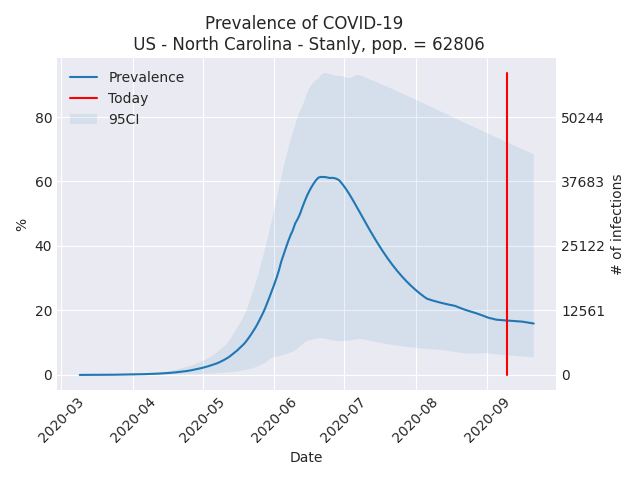 Prevalence of COVID-19
US - North Carolina - Stanly, pop. = 62806
Prevalence
Today
95CI
80
60
40
20
0
%
50244
37683
25122
12561
0
# of infections
2020-03
2020-04
2020-05
2020-06
2020-07
2020-08
2020-09
Date